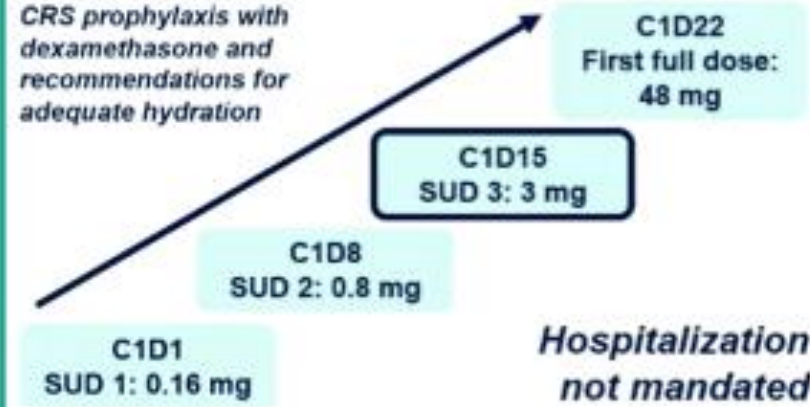 CRS prophylaxis with
dexamethasone and
recommendations for
adequate hydration
C1D22
First full dose:
48 mg
C1D15
SUD 3: 3 mg
C1D8
SUD 2: 0.8 mg
C1D1
SUD 1: 0.16 mg
Hospitalization
not mandated